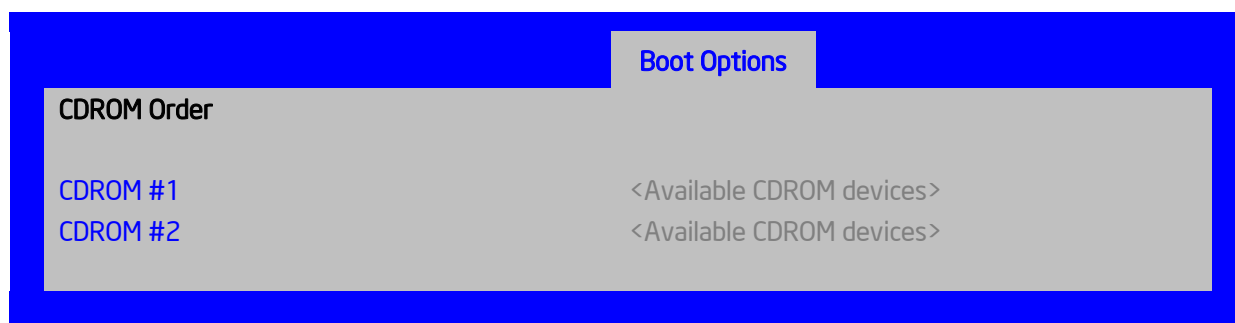 Boot Options
CDROM Order
CDROM #1 <Available CDROM devices>
CDROM #2 <Available CDROM devices>